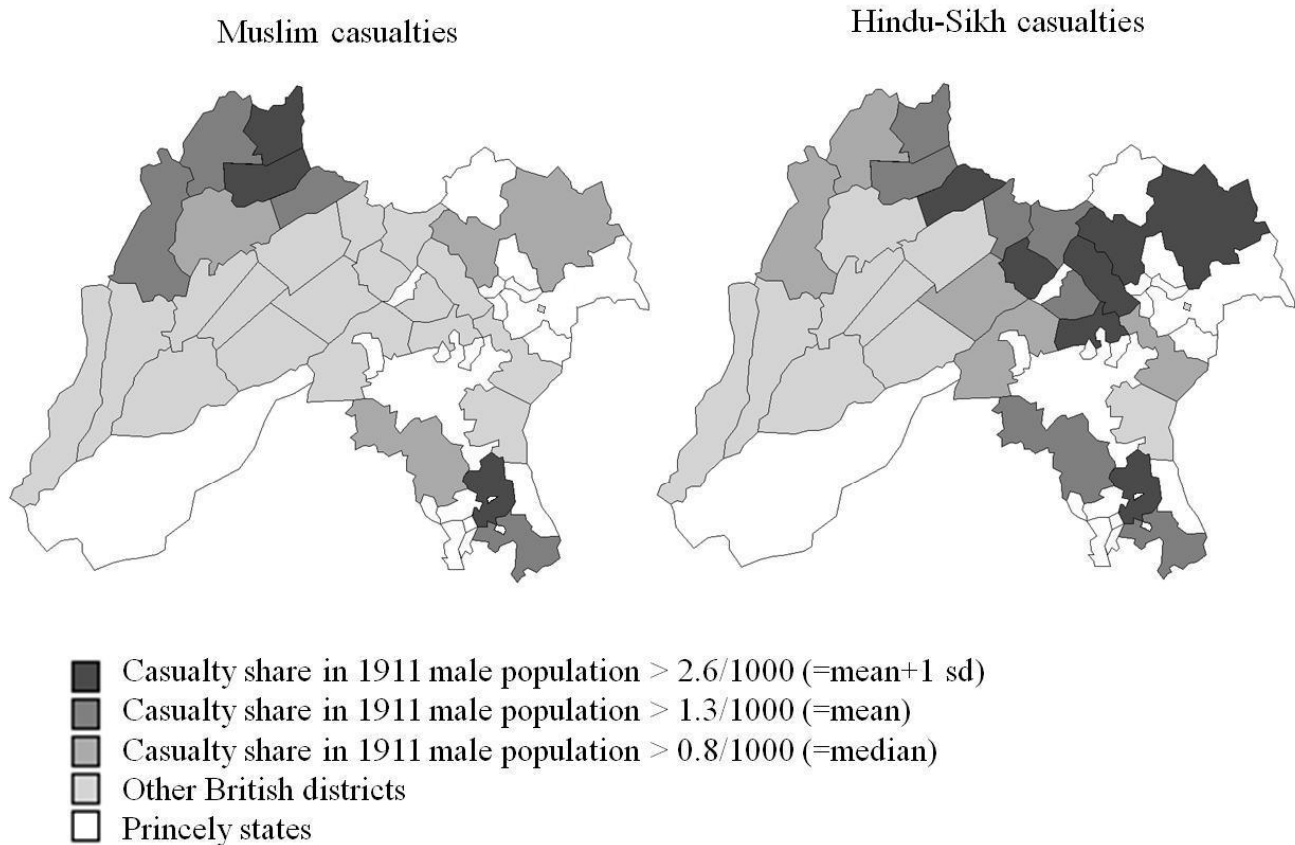 Muslim casualties
Hindu-Sikh casualties
Casualty share in 1911 male population > 2.6/1000 (=mean+1 sd)
Casualty share in 1911 male population > 1.3/1000 (=mean)
Casualty share in 1911 male population > 0.8/1000 (=median)
Other British districts
Princely states